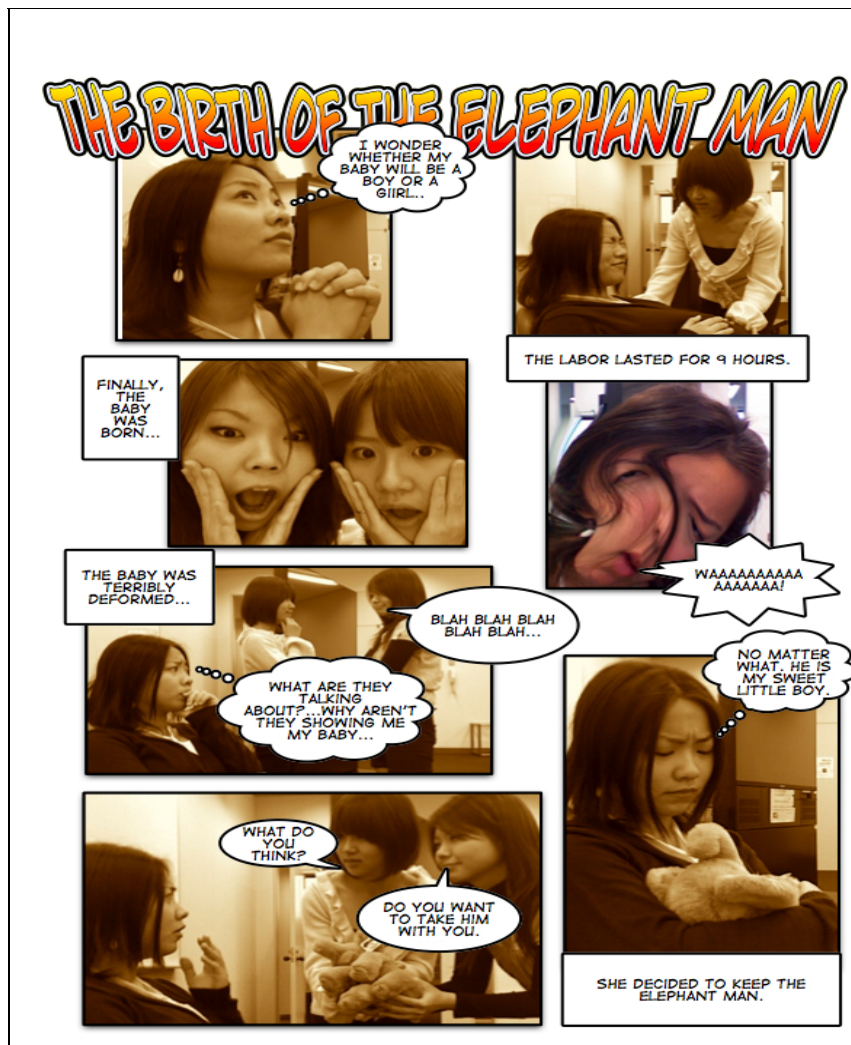 THE BIRTH OF THE ELEPHANT MAN
I WONDER
WHETHER MY
BABY WILL BE A
BOY OR A
GIIRL..
THE LABOR LASTED FOR 9 HOURS.
FINALLY,
THE
BABY
WAS
BORN...
WAAAAAAAAAA
AAAAAAA!
THE BABY WAS
TERRIBLY
DEFORMED...
BLAH BLAH BLAH
BLAH BLAH...
WHAT ARE THEY
TALKING
ABOUT?...WHY AREN'T
THEY SHOWING ME
MY BABY...
WHAT DO
YOU
THINK?
DO YOU WANT
TO TAKE HIM
WITH YOU.
NO MATTER
WHAT. HE IS
MY SWEET
LITTLE BOY.
SHE DECIDED TO KEEP THE
ELEPHANT MAN.